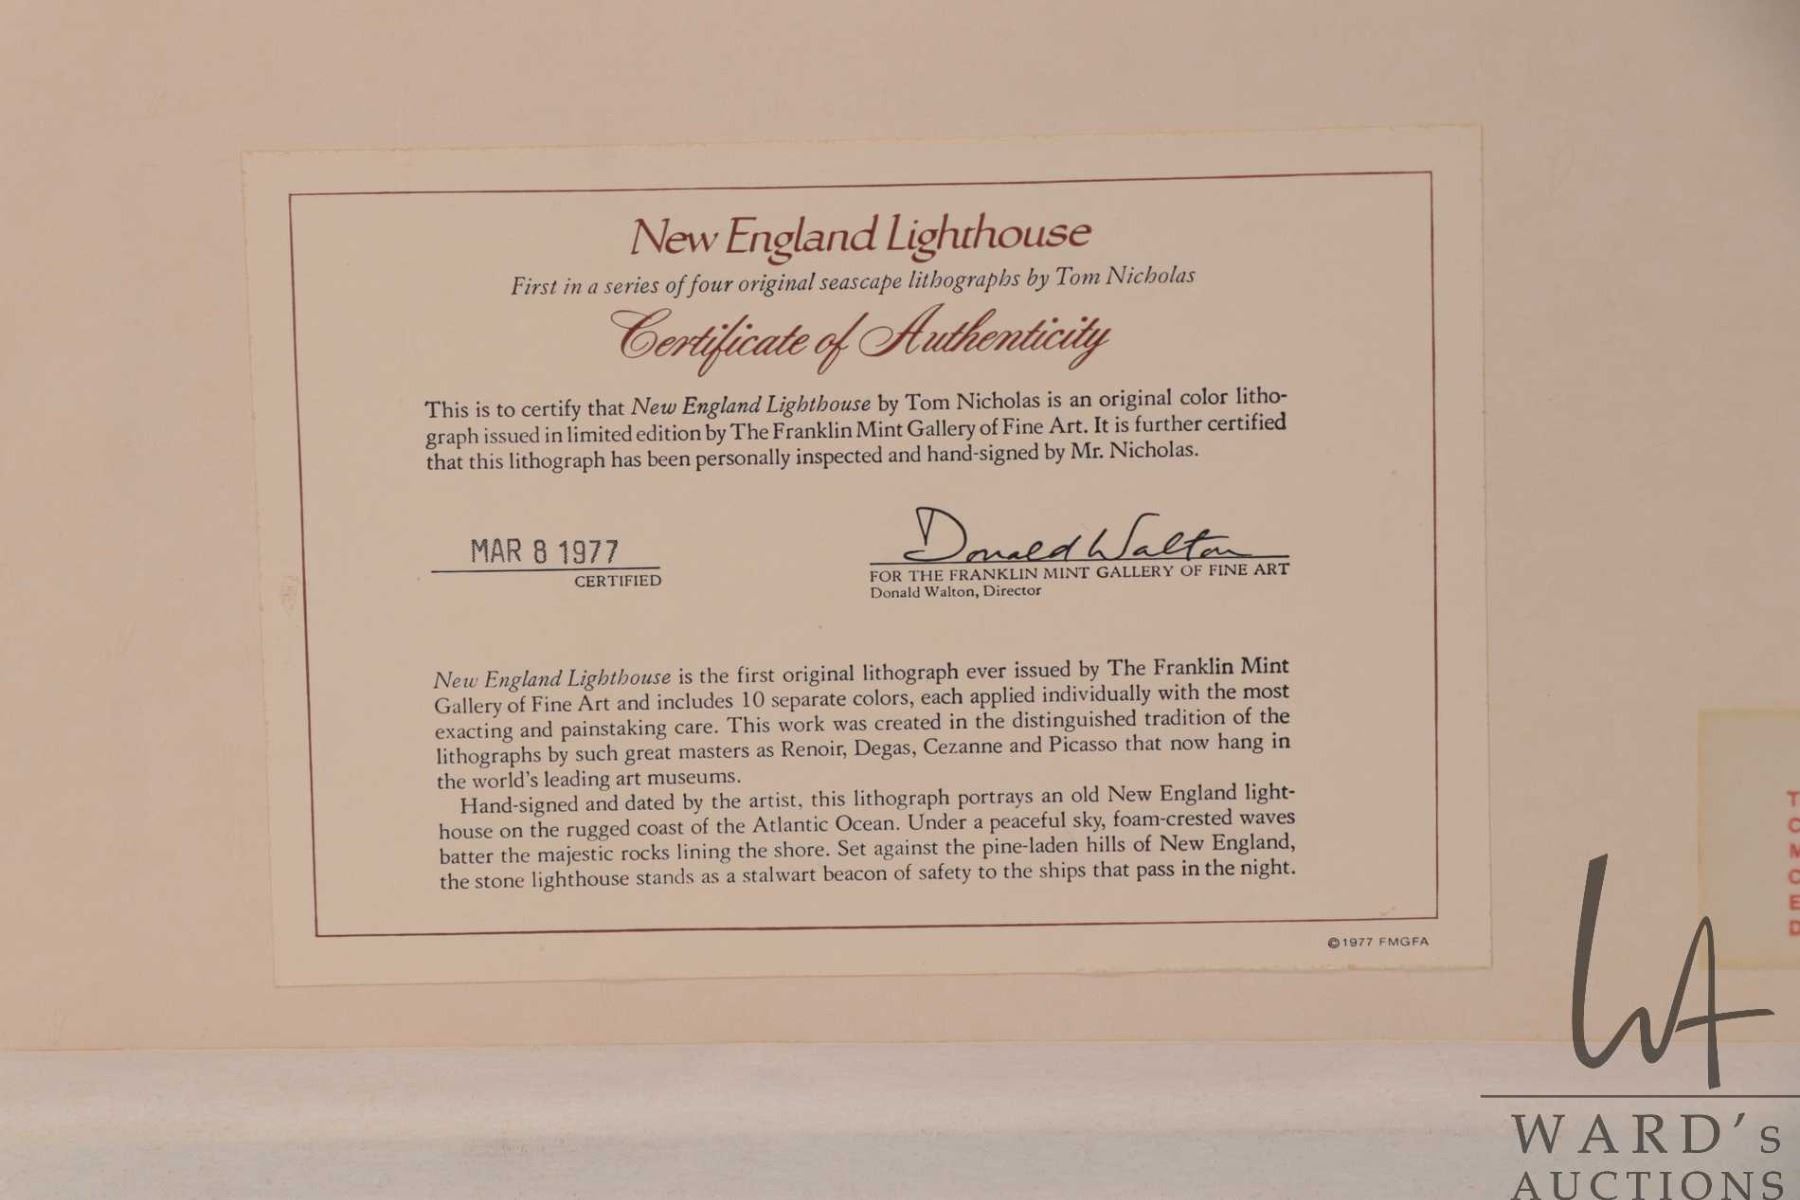 New England Lighthouse
First in a series of four original seascape lithographs by Tom Nicholas
Certificate of Authenticity
This is to certify that New England Lighthouse by Tom Nicholas is an original color litho-
graph issued in limited edition by The Franklin Mint Gallery of Fine Art. It is further certified
that this lithograph has been personally inspected and hand-signed by Mr. Nicholas.
MAR 8 1977
CERTIFIED
Donald Walton
FOR THE FRANKLIN MINT GALLERY OF FINE ART
Donald Walton, Director
New England Lighthouse is the first original lithograph ever issued by The Franklin Mint
Gallery of Fine Art and includes 10 separate colors, each applied individually with the most
exacting and painstaking care. This work was created in the distinguished tradition of the
lithographs by such great masters as Renoir, Degas, Cezanne and Picasso that now hang in
the world's leading art museums.
Hand-signed and dated by the artist, this lithograph portrays an old New England light-
house on the rugged coast of the Atlantic Ocean. Under a peaceful sky, foam-crested waves
batter the majestic rocks lining the shore. Set against the pine-laden hills of New England,
the stone lighthouse stands as a stalwart beacon of safety to the ships that pass in the night.
©1977 FMGFA
WA
WARD's
AUCTIONS